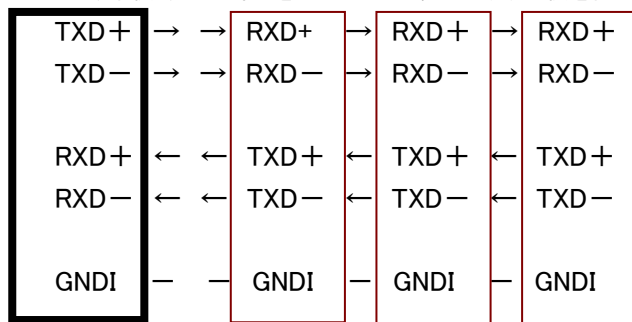 TXD＋ → → RXD+ → RXD＋ → RXD＋
TXD－ → → RXD－ → RXD－ → RXD－
RXD＋ ← ← TXD＋ ← TXD＋ ← TXD＋
RXD－ ← ← TXD－ ← TXD－ ← TXD－
GNDI － － GNDI － GNDI － GNDI